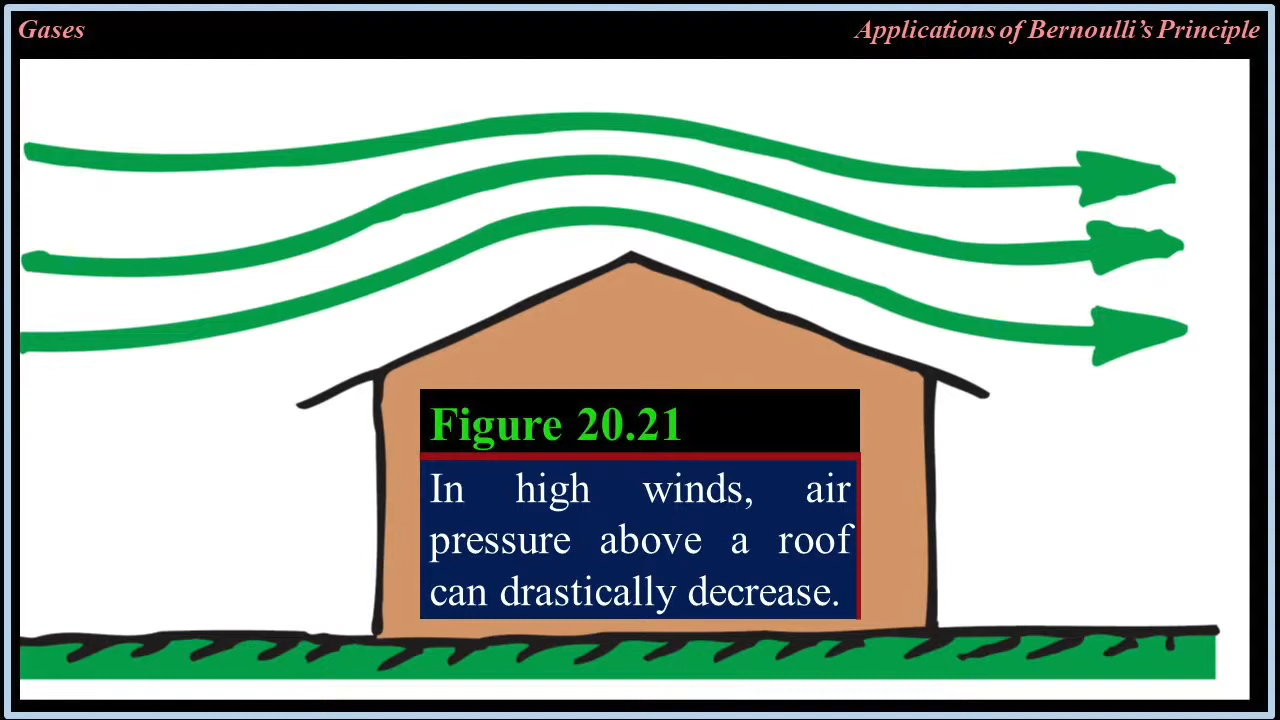 Gases
Applications of Bernoulli’s Principle
Figure 20.21
In high winds, air
pressure above a roof
can drastically decrease.